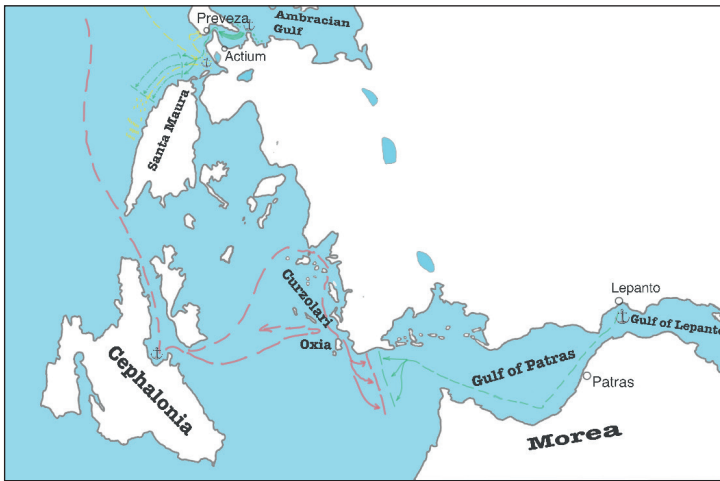 Preveza
Ambracian
Gulf
Actium
Santa Maura
Curzolari
Oxia
Lepanto
Gulf of Lepanto
Gulf of Patras
Patras
Cephalonia
Morea